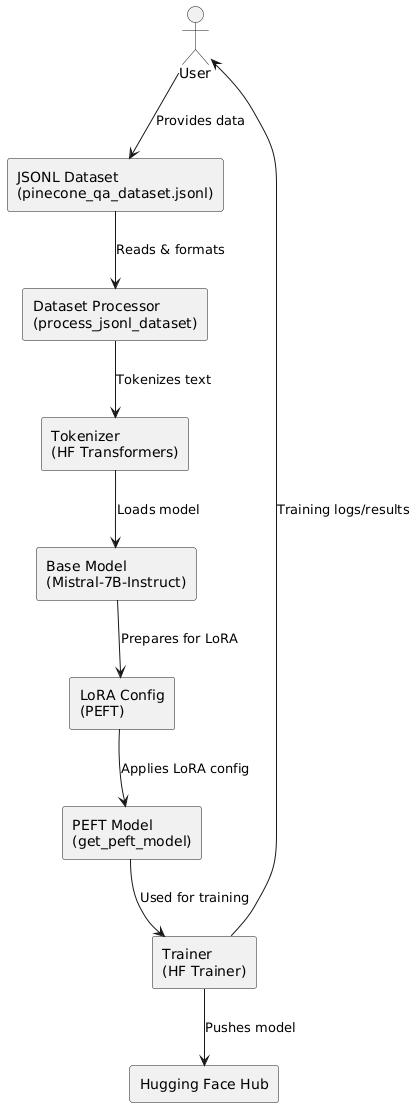 User
Provides data
JSONL Dataset
(pinecone_qa_dataset.jsonl)
Reads & formats
Dataset Processor
(process_jsonl_dataset)
Tokenizes text
Tokenizer
(HF Transformers)
Loads model
Training logs/results
Base Model
(Mistral-7B-Instruct)
Prepares for LoRA
LoRA Config
(PEFT)
Applies LoRA config
PEFT Model
(get_peft_model)
Used for training
Trainer
(HF Trainer)
Pushes model
Hugging Face Hub